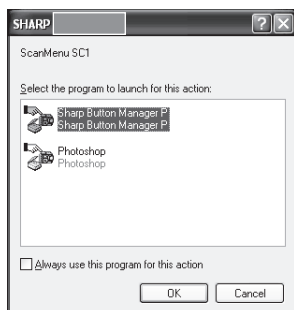 SHARP
ScanMenu SC1
Select the program to launch for this action:
Sharp Button Manager P
Sharp Button Manager P
Photoshop
Photoshop
Always use this program for this action
OK Cancel